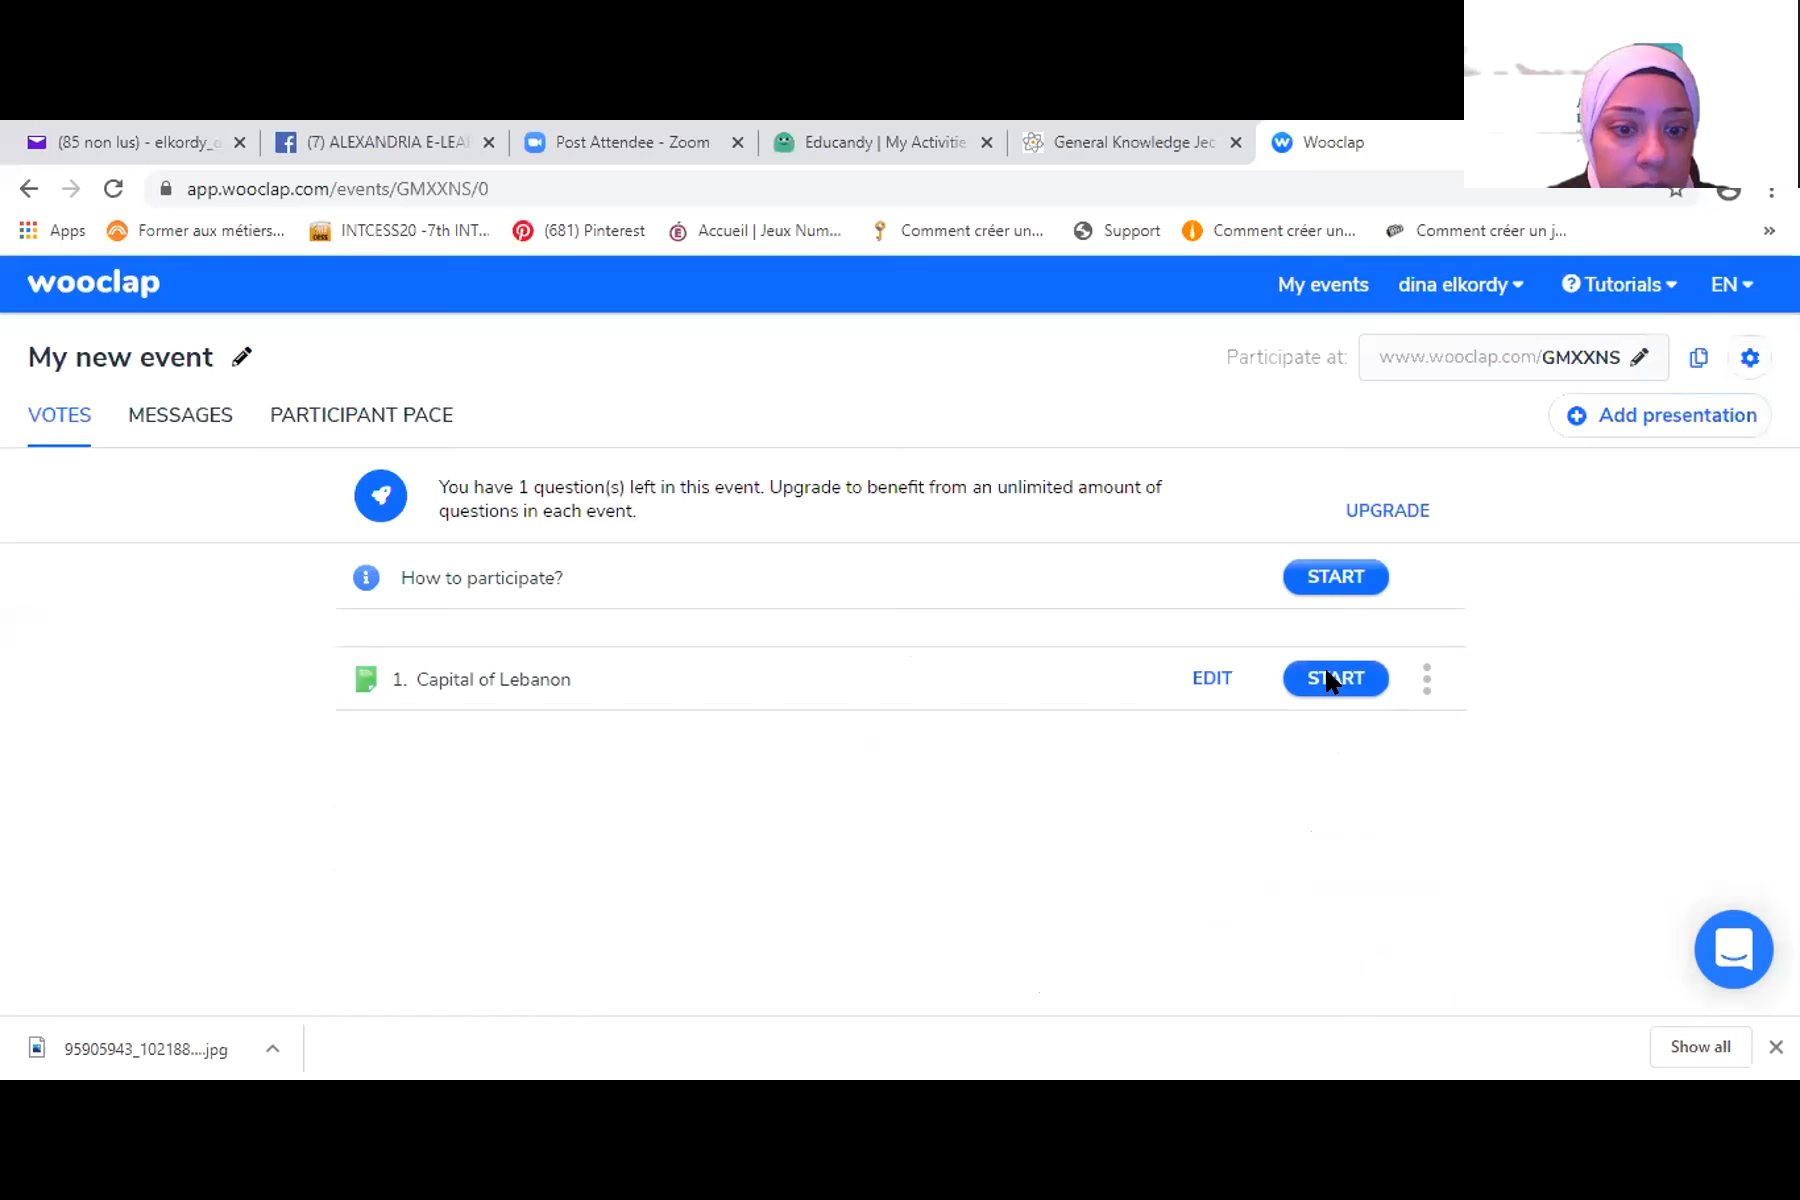 (85 non lus) - elkordy_
(7) ALEXANDRIA E-LEA
Post Attendee - Zoom
Educandy | My Activitie
General Knowledge Jec
Wooclap
app.wooclap.com/events/GMXXNS/0
Apps
Former aux métiers...
INTCESS20 -7th INT...
(681) Pinterest
Accueil | Jeux Num...
Comment créer un...
Support
Comment créer un...
Comment créer un j...
»
wooclap
My events
dina elkordy
Tutorials
EN
My new event
Participate at:
www.wooclap.com/GMXXNS
VOTES
MESSAGES
PARTICIPANT PACE
Add presentation
You have 1 question(s) left in this event. Upgrade to benefit from an unlimited amount of
questions in each event.
UPGRADE
How to participate?
START
1. Capital of Lebanon
EDIT
START
95905943_102188....jpg
Show all